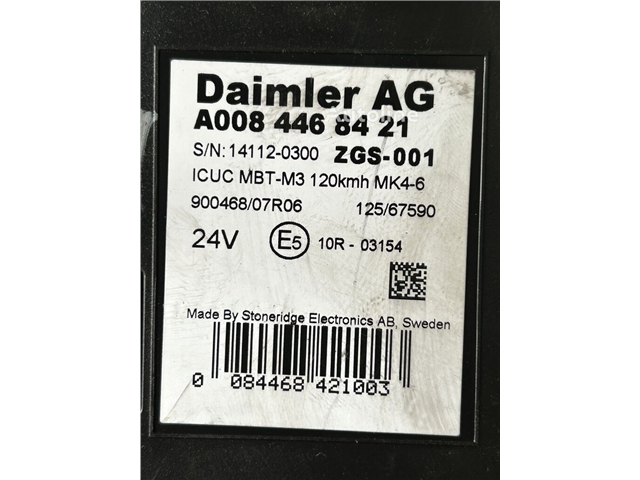 Daimler AG
A008 446 84 21
S/N: 14112-0300 ZGS-001
ICUC MBT-M3 120kmh MK4-6
900468/07R06 125/67590
24V E5 10R - 03154
Made By Stoneridge Electronics AB, Sweden
0 084468 421003